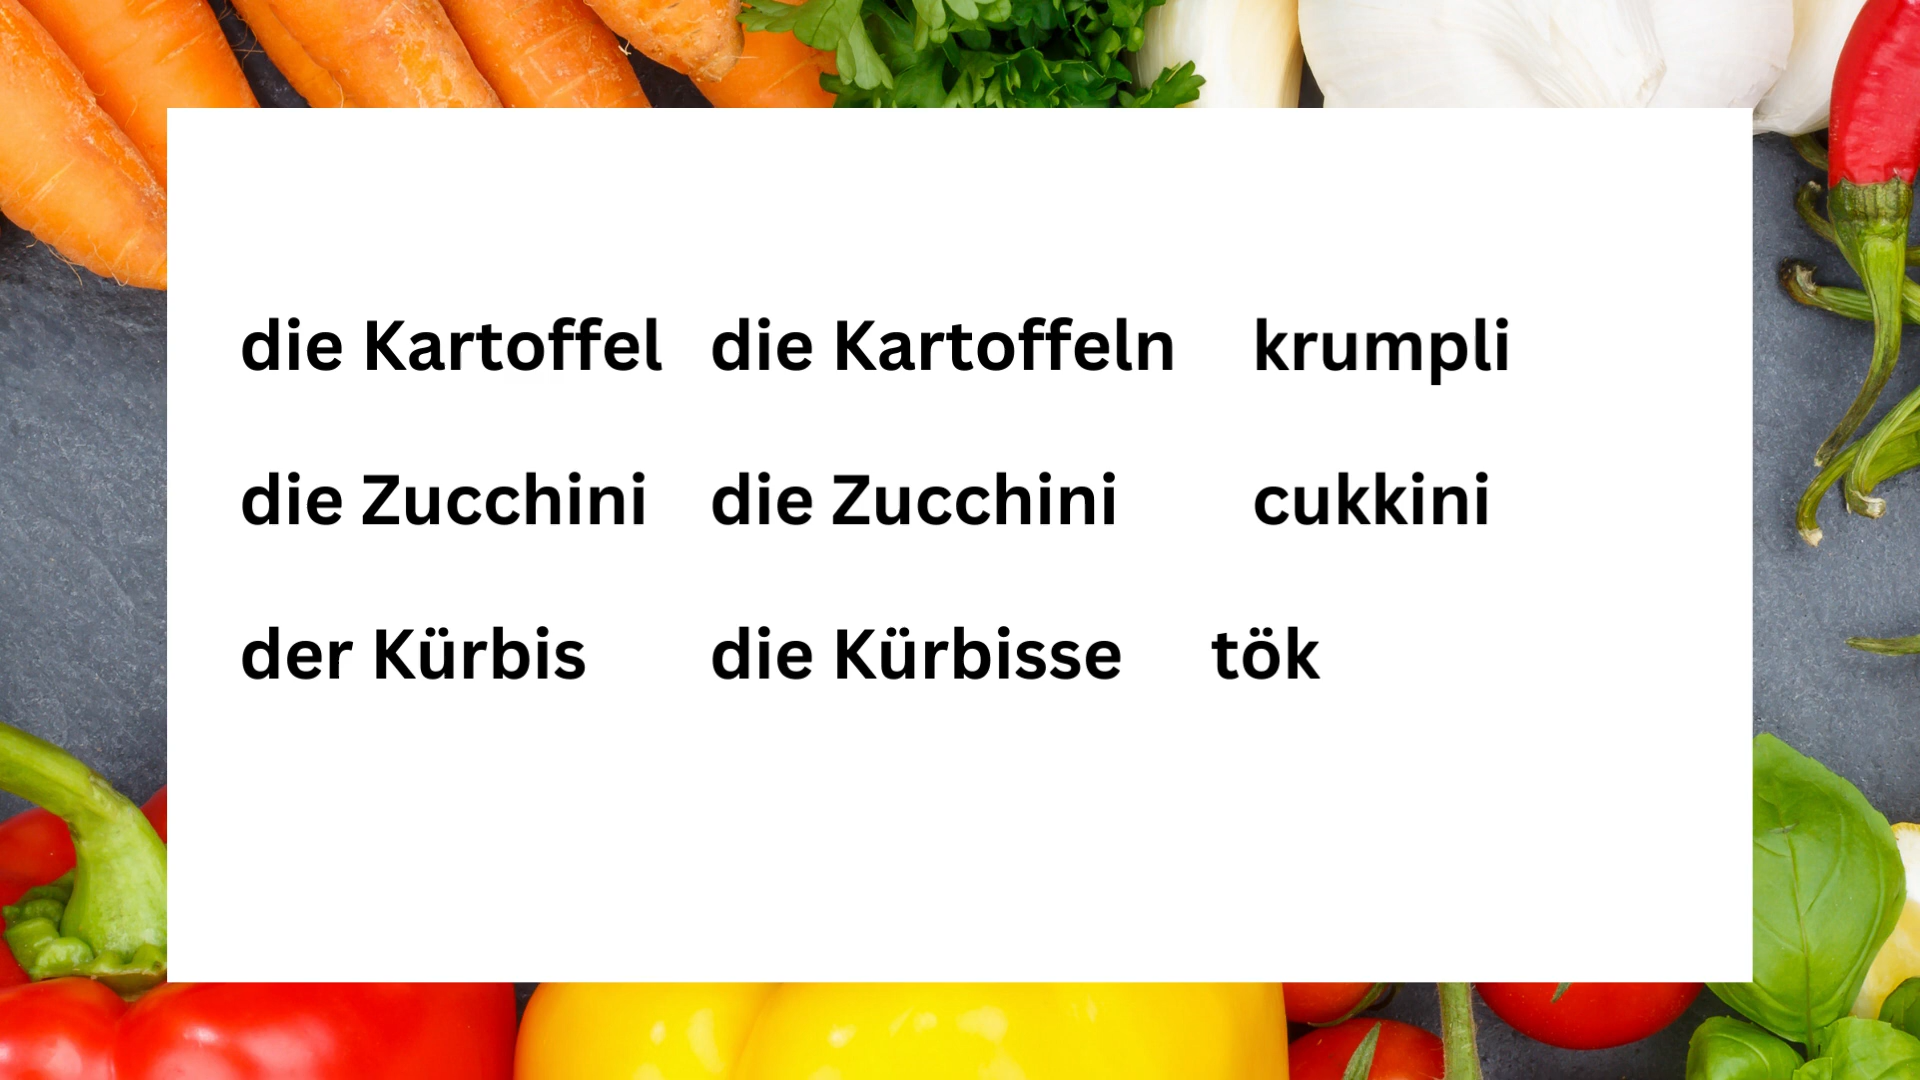 die Kartoffel die Kartoffeln krumpli
die Zucchini die Zucchini cukkini
der Kürbis die Kürbisse tök